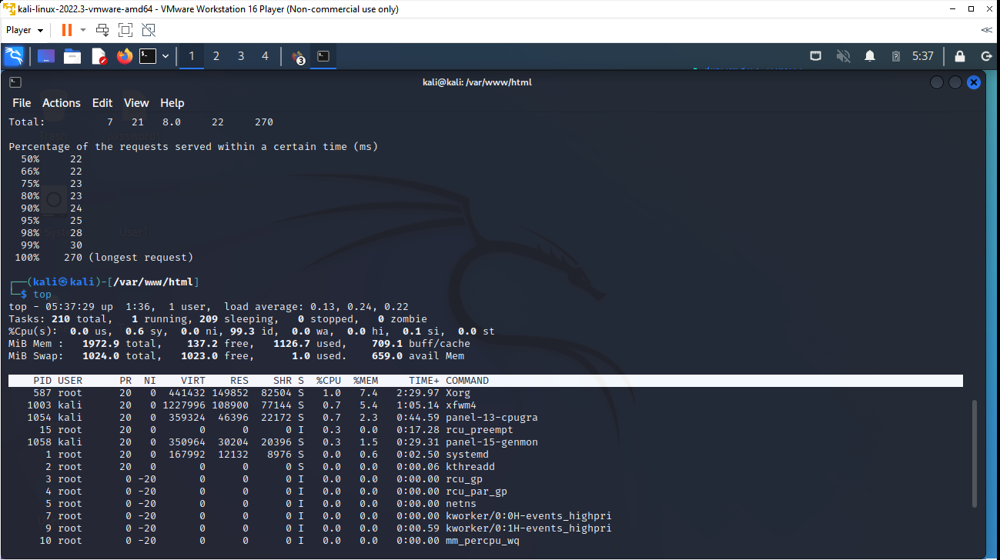 kali-linux-2022.3-vmware-amd64 - VMware Workstation 16 Player (Non-commercial use only)
Player
1 2 3 4 3 5:37
kali@kali: /var/www/html
File Actions Edit View Help
Total: 7 21 8.0 22 270
Percentage of the requests served within a certain time (ms)
50% 22
66% 22
75% 23
80% 23
90% 24
95% 25
98% 28
99% 30
100% 270 (longest request)
┌──(kali㉿kali)-[/var/www/html]
└─$ top
top - 05:37:29 up 1:36, 1 user, load average: 0.13, 0.24, 0.22
Tasks: 210 total, 1 running, 209 sleeping, 0 stopped, 0 zombie
%Cpu(s): 0.0 us, 0.6 sy, 0.0 ni, 99.3 id, 0.0 wa, 0.0 hi, 0.1 si, 0.0 st
MiB Mem : 1972.9 total, 137.2 free, 1126.7 used, 709.1 buff/cache
MiB Swap: 1024.0 total, 1023.0 free, 1.0 used. 659.0 avail Mem
PID USER PR NI VIRT RES SHR S %CPU %MEM TIME+ COMMAND
587 root 20 0 441432 149852 82504 S 1.0 7.4 2:29.97 Xorg
1003 kali 20 0 1227996 108900 77144 S 0.7 5.4 1:05.14 xfwm4
1054 kali 20 0 359324 46396 22172 S 0.7 2.3 0:44.59 panel-13-cpugra
15 root 20 0 0 0 0 I 0.3 0.0 0:17.28 rcu_preempt
1058 kali 20 0 350964 30204 20396 S 0.3 1.5 0:29.31 panel-15-genmon
1 root 20 0 167992 12132 8976 S 0.0 0.6 0:02.50 systemd
2 root 20 0 0 0 0 S 0.0 0.0 0:00.06 kthreadd
3 root 0 -20 0 0 0 I 0.0 0.0 0:00.00 rcu_gp
4 root 0 -20 0 0 0 I 0.0 0.0 0:00.00 rcu_par_gp
5 root 0 -20 0 0 0 I 0.0 0.0 0:00.00 netns
7 root 0 -20 0 0 0 I 0.0 0.0 0:00.00 kworker/0:0H-events_highpri
9 root 0 -20 0 0 0 I 0.0 0.0 0:00.59 kworker/0:1H-events_highpri
10 root 0 -20 0 0 0 I 0.0 0.0 0:00.00 mm_percpu_wq